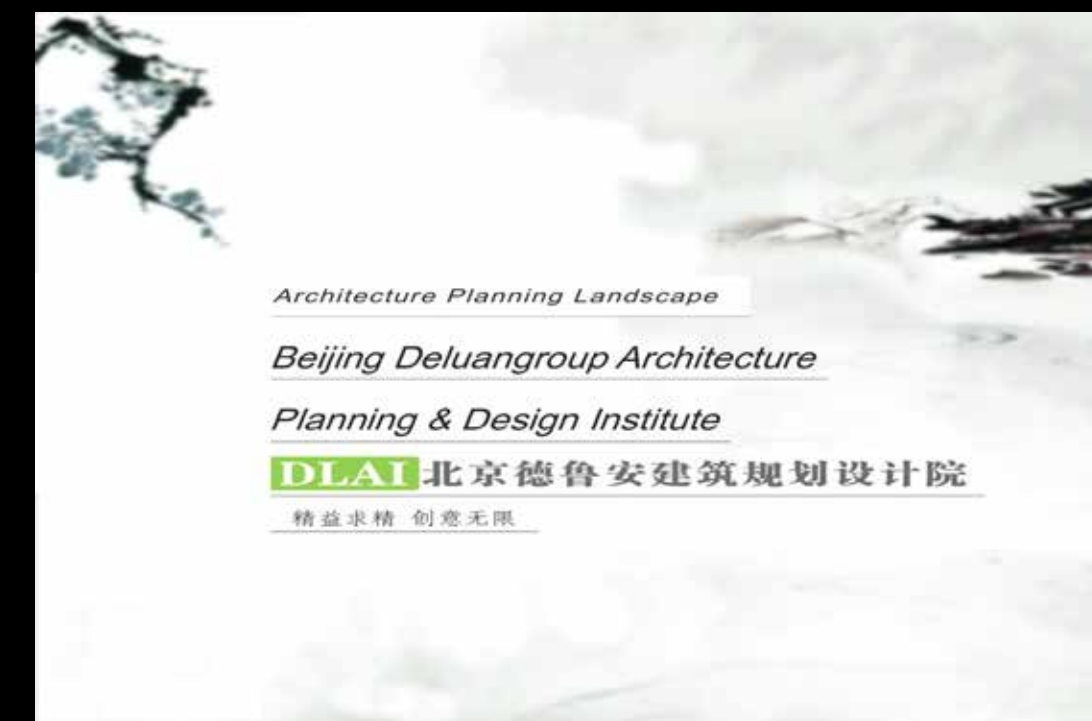 Architecture Planning Landscape
Beijing Deluangroup Architecture
Planning & Design Institute
DLAI 北京德鲁安建筑规划设计院
精益求精 创意无限